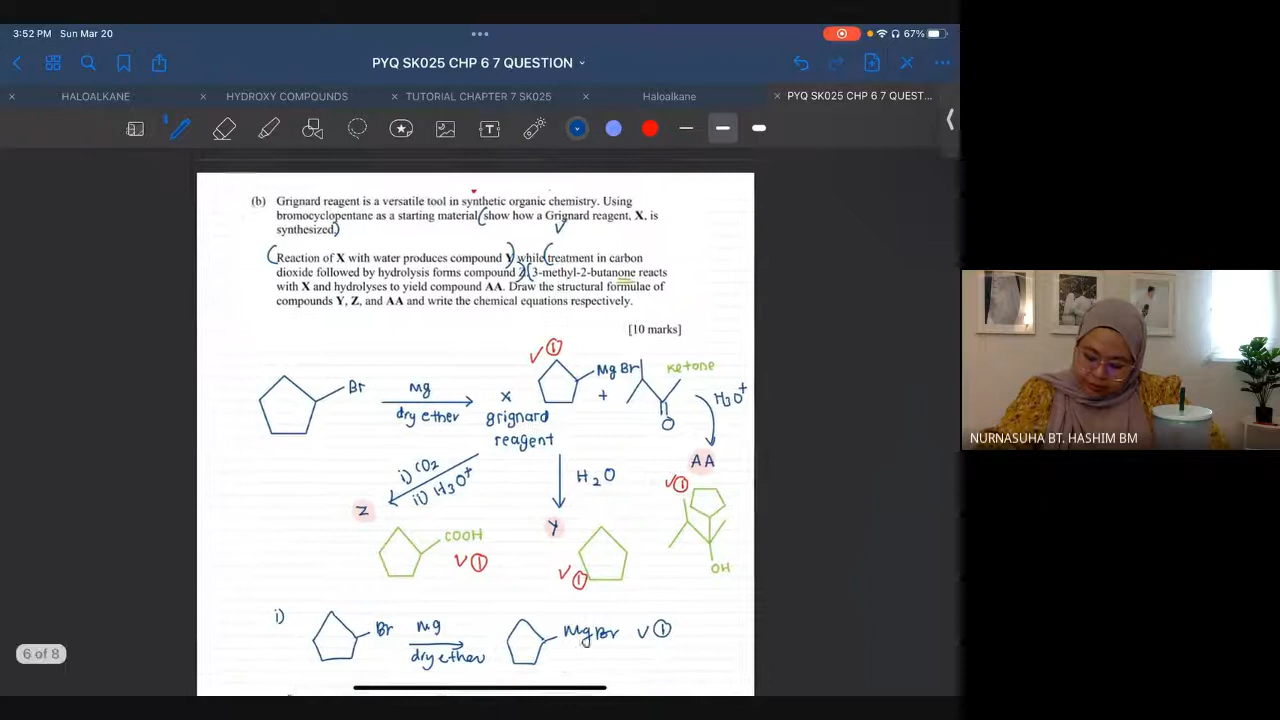 3:52 PM Sun Mar 20
67%
PYQ SK025 CHP 6 7 QUESTION
HALOALKANE
HYDROXY COMPOUNDS
TUTORIAL CHAPTER 7 SK025
Haloalkane
PYQ SK025 CHP 6 7 QUEST...
(b) Grignard reagent is a versatile tool in synthetic organic chemistry. Using
bromocyclopentane as a starting material show how a Grignard reagent, X, is
synthesized.
Reaction of X with water produces compound Y while treatment in carbon
dioxide followed by hydrolysis forms compound Z. 3-methyl-2-butanone reacts
with X and hydrolyses to yield compound AA. Draw the structural formulae of
compounds Y, Z, and AA and write the chemical equations respectively.
[10 marks]
Br
Mg
dry ether
X
grignard
reagent
1
MgBr
+
O
ketone
H3O+
AA
i) CO2
ii) H3O+
H2O
Z
COOH
1
Y
1
1
OH
i)
Br
Mg
dry ether
MgBr
1
6 of 8
NURNASUHA BT. HASHIM BM